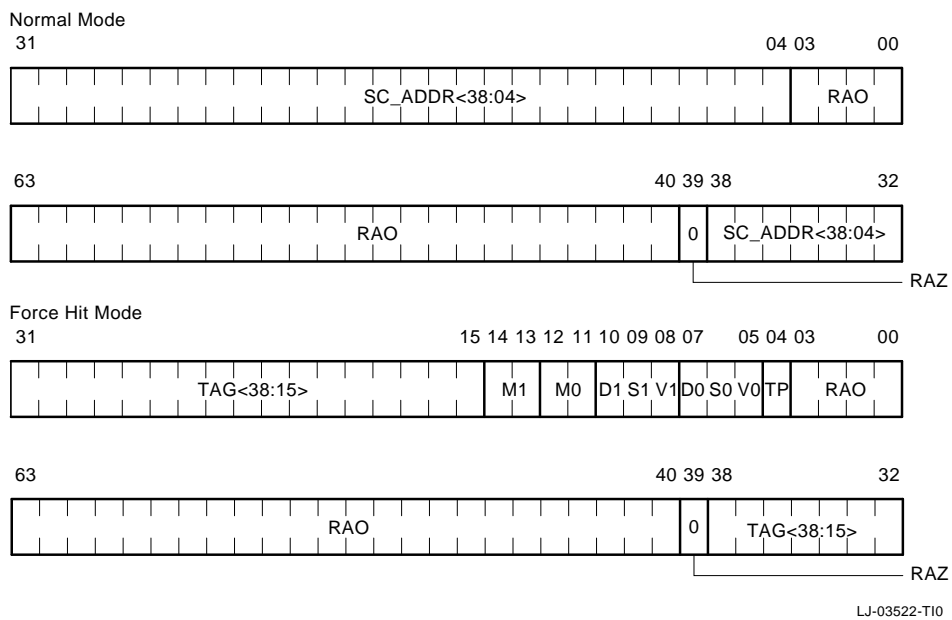 Normal Mode
31 04 03 00
SC_ADDR<38:04> RAO
63 40 39 38 32
RAO 0 SC_ADDR<38:04>
RAZ
Force Hit Mode
31 15 14 13 12 11 10 09 08 07 05 04 03 00
TAG<38:15> M1 M0 D1 S1 V1 D0 S0 V0 TP RAO
63 40 39 38 32
RAO 0 TAG<38:15>
RAZ
LJ-03522-TI0